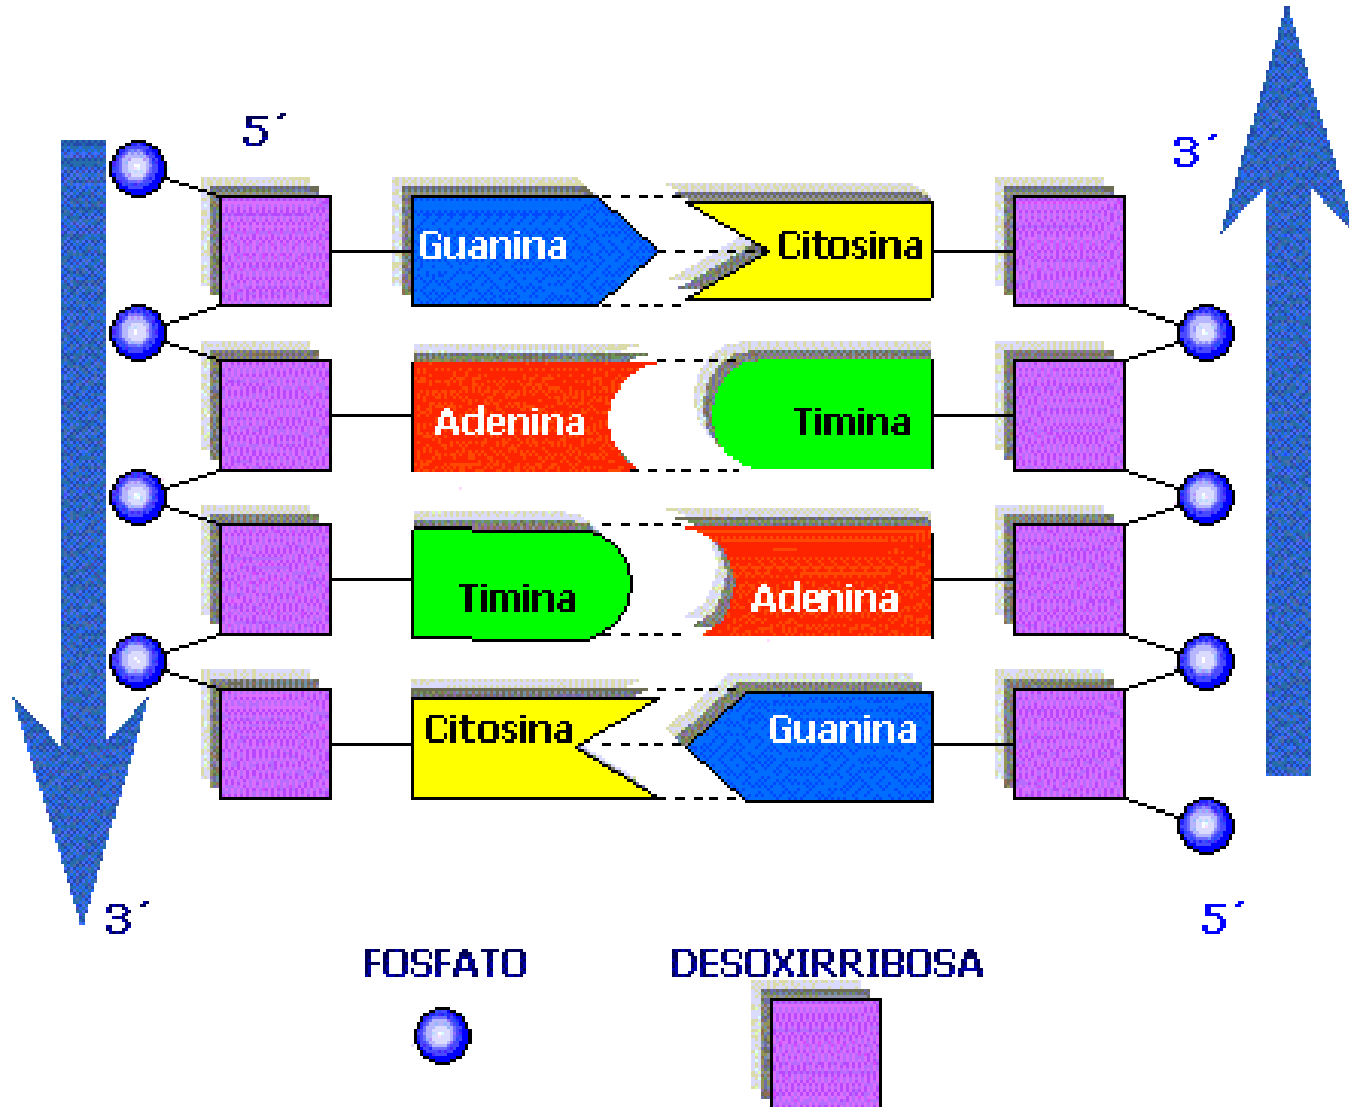 5´
3´
Guanina
Citosina
Adenina
Timina
Timina
Adenina
Citosina
Guanina
3´
5´
FOSFATO
DESOXIRRIBOSA